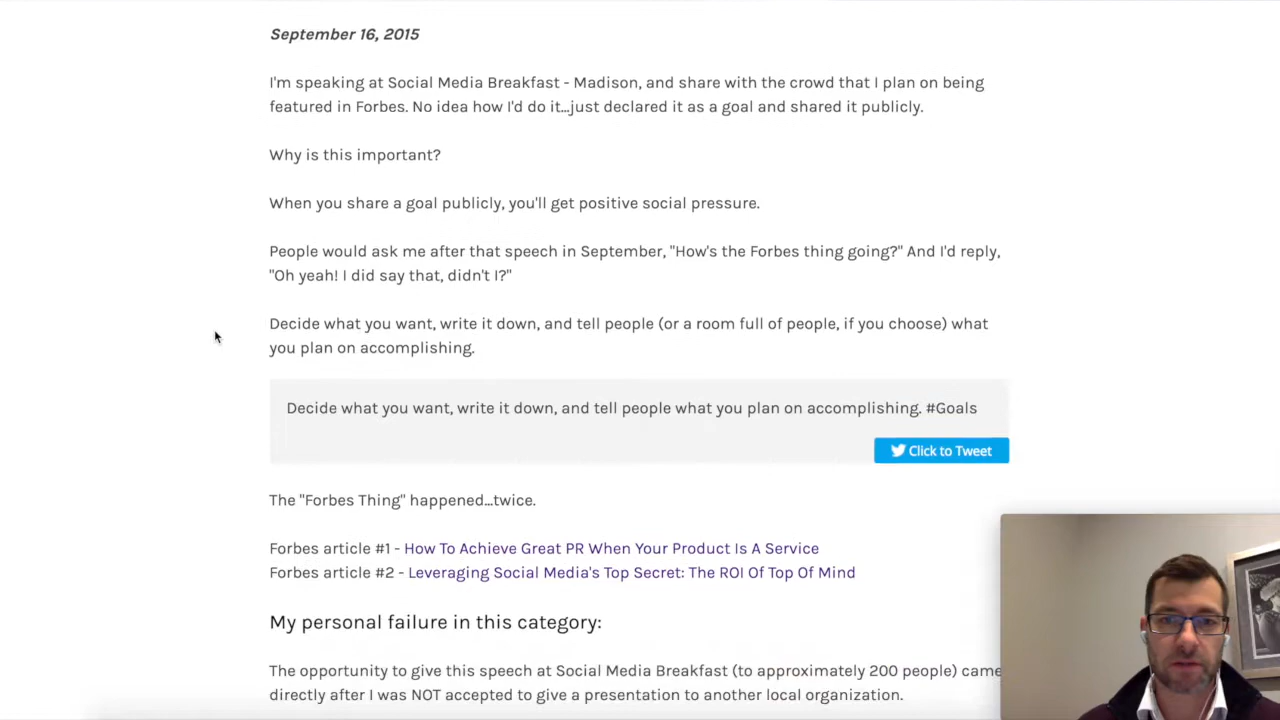 September 16, 2015
I'm speaking at Social Media Breakfast - Madison, and share with the crowd that I plan on being
featured in Forbes. No idea how I'd do it...just declared it as a goal and shared it publicly.
Why is this important?
When you share a goal publicly, you'll get positive social pressure.
People would ask me after that speech in September, "How's the Forbes thing going?" And I'd reply,
"Oh yeah! I did say that, didn't I?"
Decide what you want, write it down, and tell people (or a room full of people, if you choose) what
you plan on accomplishing.
Decide what you want, write it down, and tell people what you plan on accomplishing. #Goals
Click to Tweet
The "Forbes Thing" happened...twice.
Forbes article #1 - How To Achieve Great PR When Your Product Is A Service
Forbes article #2 - Leveraging Social Media's Top Secret: The ROI Of Top Of Mind
My personal failure in this category:
The opportunity to give this speech at Social Media Breakfast (to approximately 200 people) came
directly after I was NOT accepted to give a presentation to another local organization.